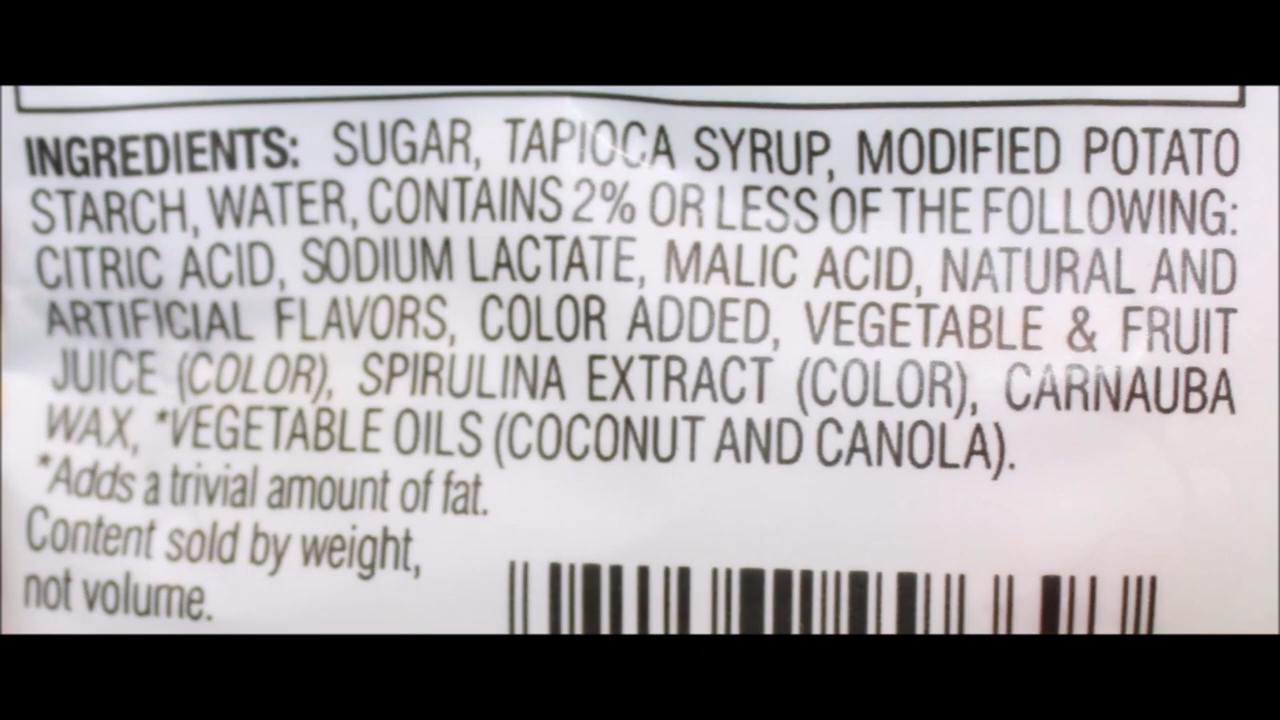 INGREDIENTS: SUGAR, TAPIOCA SYRUP, MODIFIED POTATO
STARCH, WATER, CONTAINS 2% OR LESS OF THE FOLLOWING:
CITRIC ACID, SODIUM LACTATE, MALIC ACID, NATURAL AND
ARTIFICIAL FLAVORS, COLOR ADDED, VEGETABLE & FRUIT
JUICE (COLOR), SPIRULINA EXTRACT (COLOR), CARNAUBA
WAX, *VEGETABLE OILS (COCONUT AND CANOLA).
*Adds a trivial amount of fat.
Content sold by weight,
not volume.